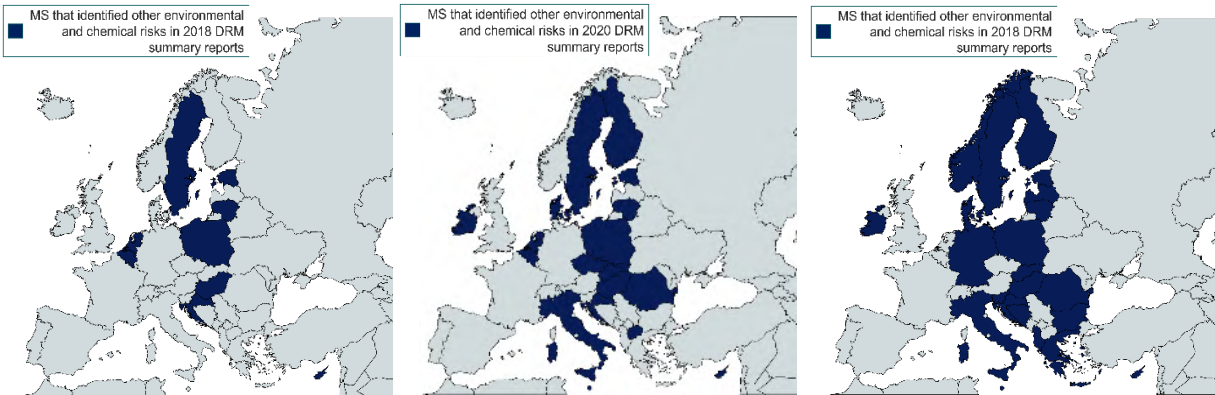 MS that identified other environmental
and chemical risks in 2018 DRM
summary reports
MS that identified other environmental
and chemical risks in 2020 DRM
summary reports
MS that identified other environmental
and chemical risks in 2018 DRM
summary reports